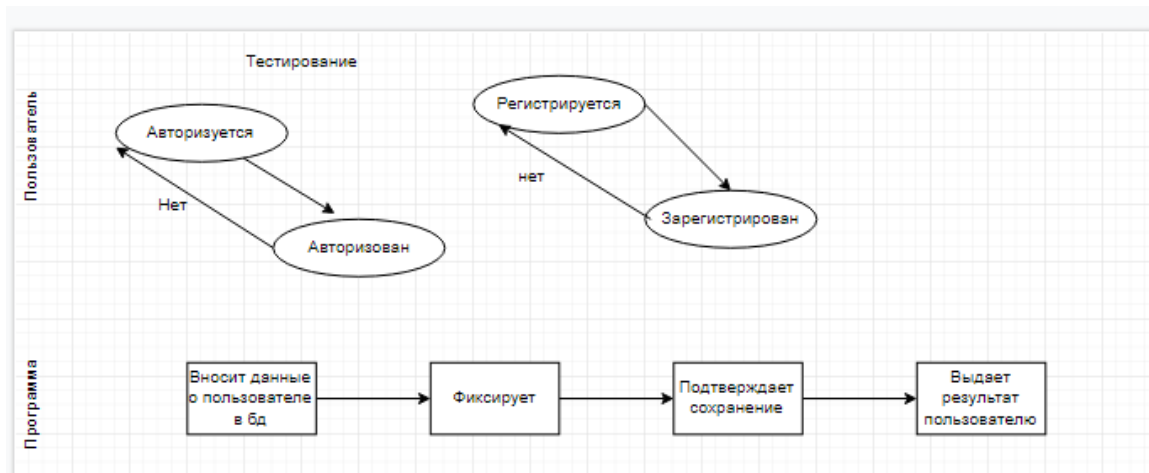 Тестирование
Пользователь
Авторизуется
Нет
Авторизован
Регистрируется
нет
Зарегистрирован
Программа
Вносит данные
о пользователе
в бд
Фиксирует
Подтверждает
сохранение
Выдает
результат
пользователю